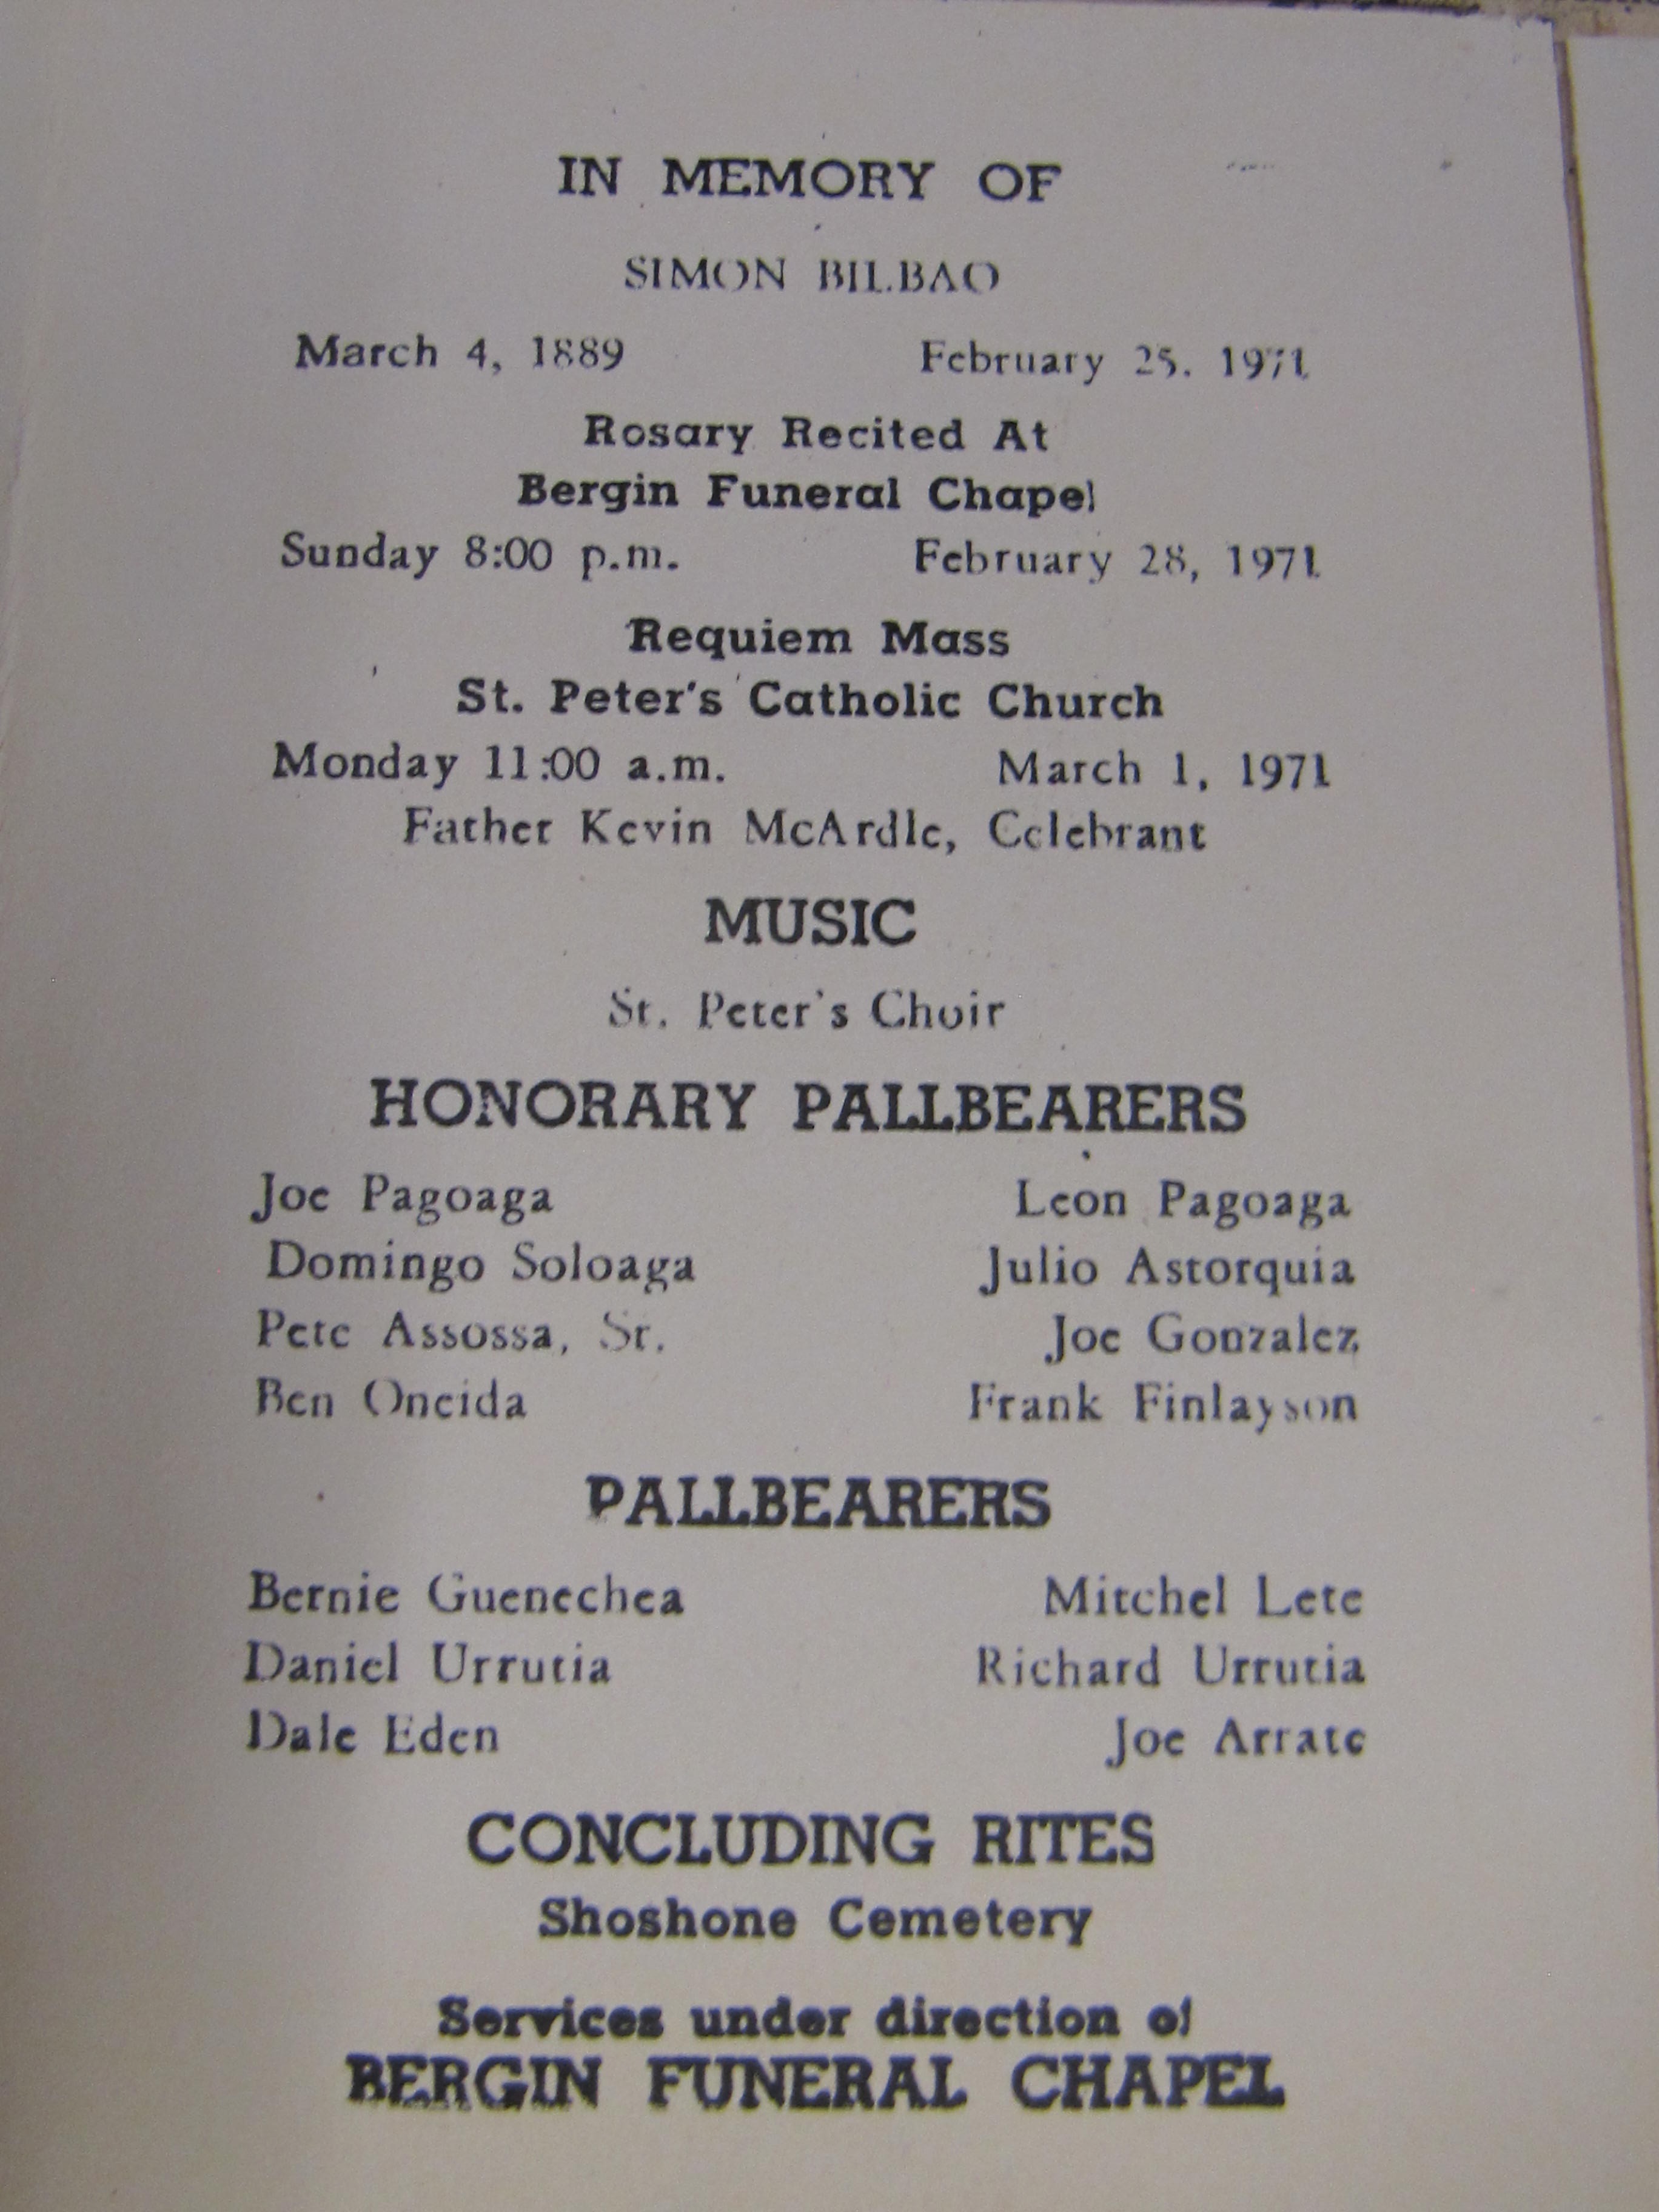 IN MEMORY OF
SIMON BILBAO
March 4, 1889 February 25, 1971
Rosary Recited At
Bergin Funeral Chapel
Sunday 8:00 p.m. February 28, 1971
Requiem Mass
St. Peter's Catholic Church
Monday 11:00 a.m. March 1, 1971
Father Kevin McArdle, Celebrant
MUSIC
St. Peter's Choir
HONORARY PALLBEARERS
Joe Pagoaga Leon Pagoaga
Domingo Soloaga Julio Astorquia
Pete Assossa, Sr. Joe Gonzalez
Ben Oneida Frank Finlayson
PALLBEARERS
Bernie Guenechea Mitchel Lete
Daniel Urrutia Richard Urrutia
Dale Eden Joe Arrate
CONCLUDING RITES
Shoshone Cemetery
Services under direction of
BERGIN FUNERAL CHAPEL